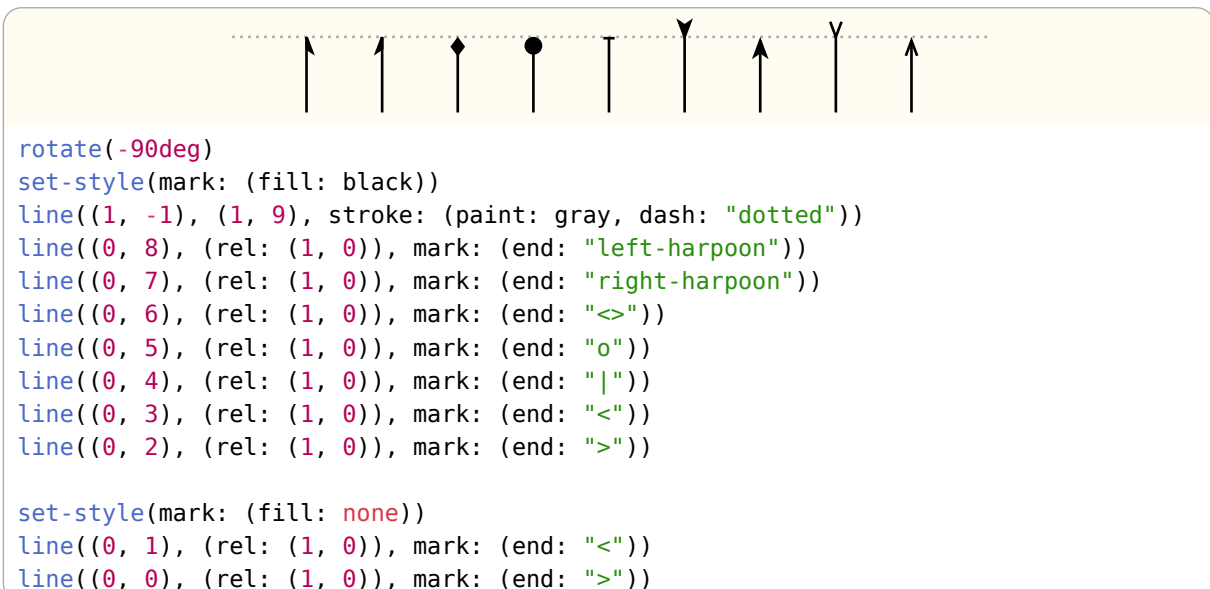 rotate(-90deg)
set-style(mark: (fill: black))
line((1, -1), (1, 9), stroke: (paint: gray, dash: "dotted"))
line((0, 8), (rel: (1, 0)), mark: (end: "left-harpoon"))
line((0, 7), (rel: (1, 0)), mark: (end: "right-harpoon"))
line((0, 6), (rel: (1, 0)), mark: (end: "<>"))
line((0, 5), (rel: (1, 0)), mark: (end: "o"))
line((0, 4), (rel: (1, 0)), mark: (end: "|"))
line((0, 3), (rel: (1, 0)), mark: (end: "<"))
line((0, 2), (rel: (1, 0)), mark: (end: ">"))

set-style(mark: (fill: none))
line((0, 1), (rel: (1, 0)), mark: (end: "<"))
line((0, 0), (rel: (1, 0)), mark: (end: ">"))